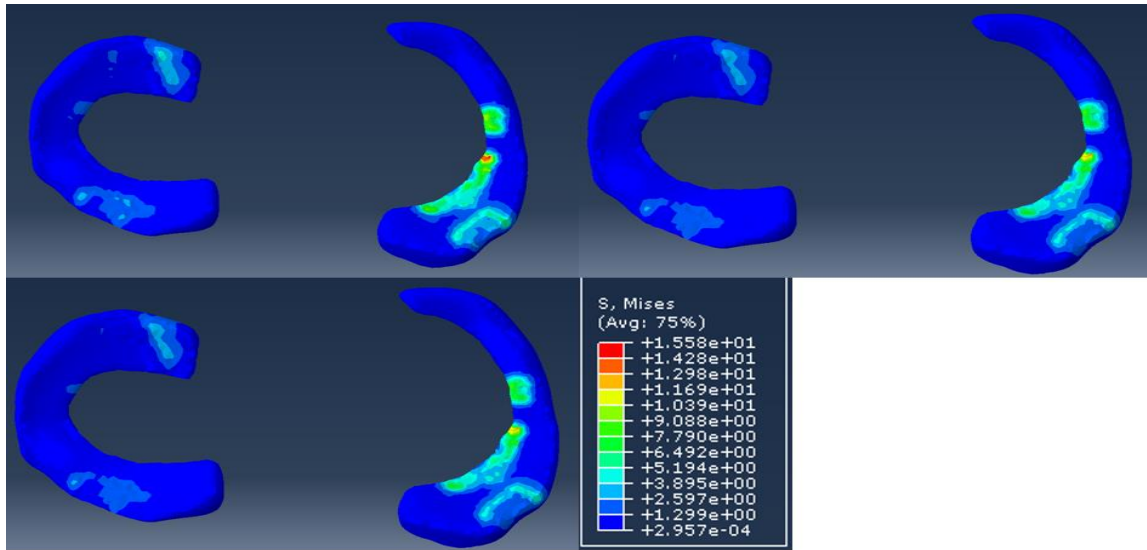 S, Mises
(Avg: 75%)
+1.558e+01
+1.428e+01
+1.298e+01
+1.169e+01
+1.039e+01
+9.088e+00
+7.790e+00
+6.492e+00
+5.194e+00
+3.895e+00
+2.597e+00
+1.299e+00
+2.957e-04